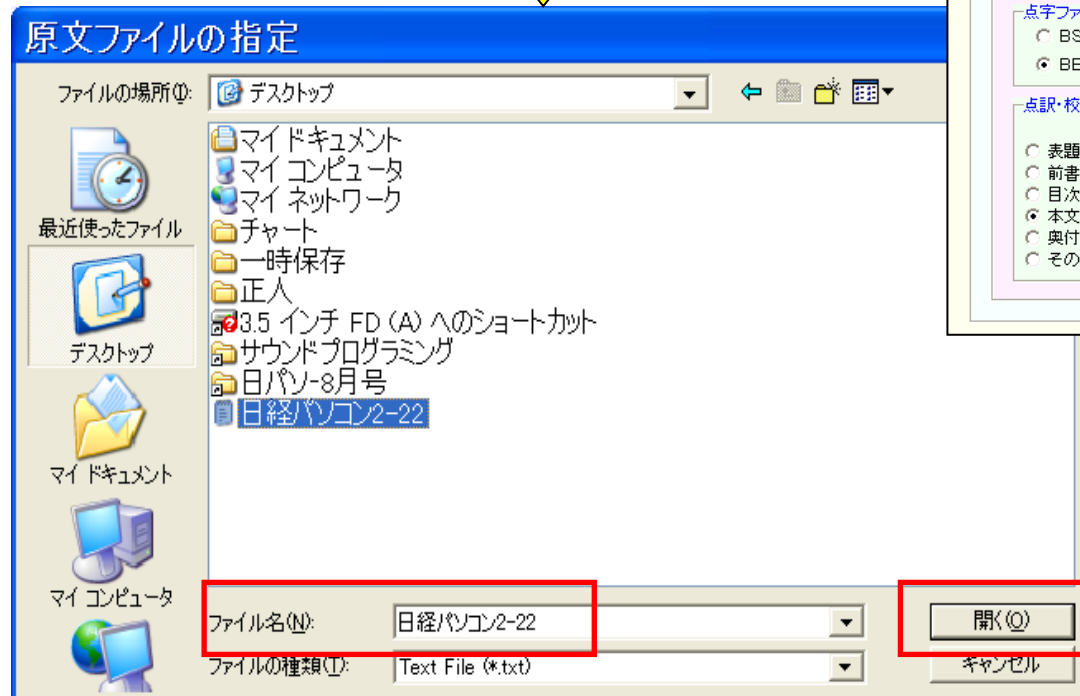 原文ファイルの指定
ファイルの場所(I):
デスクトップ
最近使ったファイル
デスクトップ
マイ ドキュメント
マイ コンピュータ
マイ ドキュメント
マイ コンピュータ
マイ ネットワーク
チャート
一時保存
正人
3.5 インチ FD (A) へのショートカット
サウンドプログラミング
日パソ-8月号
日経パソコン2-22
ファイル名(N):
日経パソコン2-22
開く(O)
ファイルの種類(T):
Text File (*.txt)
キャンセル
点字ファ
BS
BE
点訳・校
表題
前書
目次
本文
奥付
その